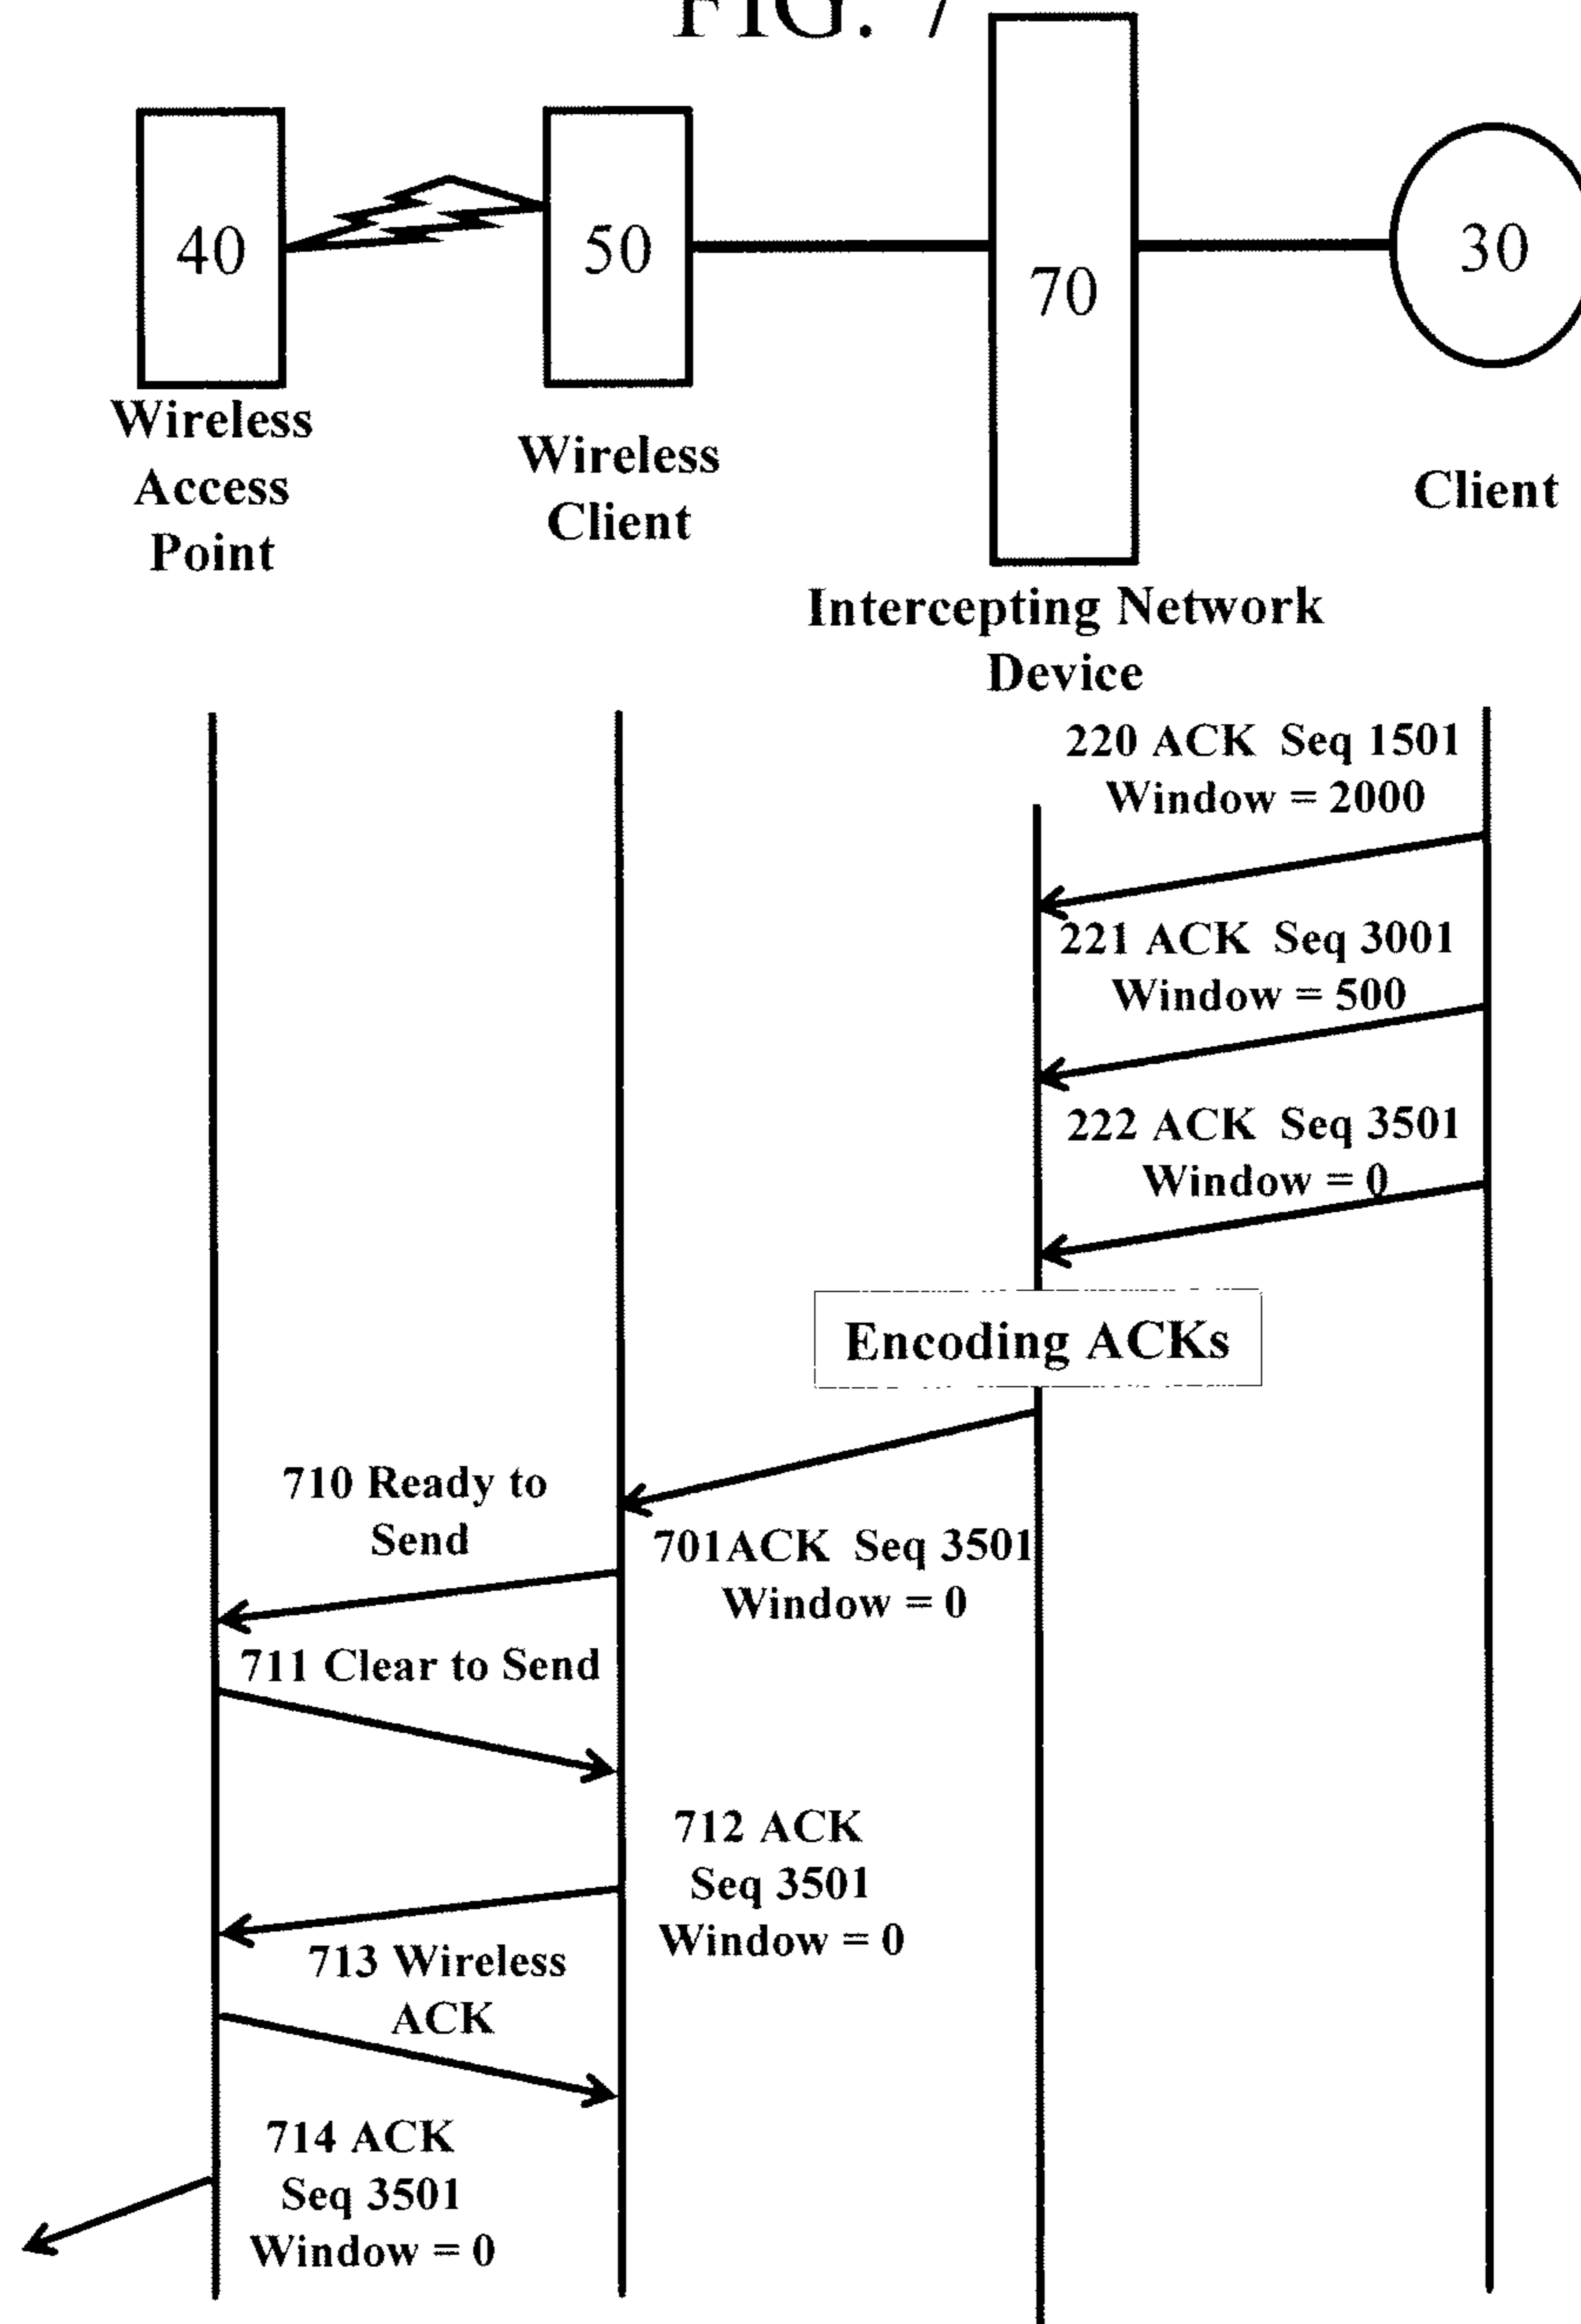 FIG. 7
40
50
70
30
Wireless
Access
Point
Wireless
Client
Intercepting Network
Device
Client
220 ACK Seq 1501
Window = 2000
221 ACK Seq 3001
Window = 500
222 ACK Seq 3501
Window = 0
Encoding ACKs
710 Ready to
Send
701ACK Seq 3501
Window = 0
711 Clear to Send
712 ACK
Seq 3501
Window = 0
713 Wireless
ACK
714 ACK
Seq 3501
Window = 0